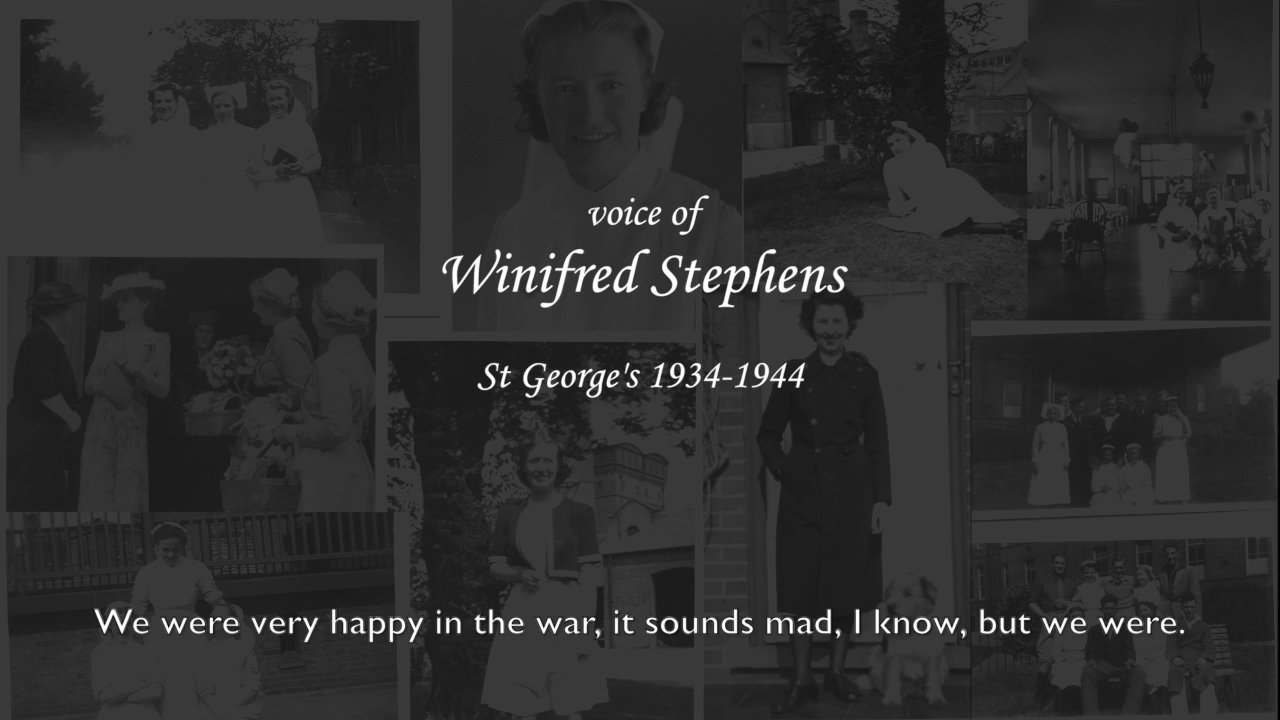 voice of
Winifred Stephens
St George's 1934-1944
We were very happy in the war, it sounds mad, I know, but we were.